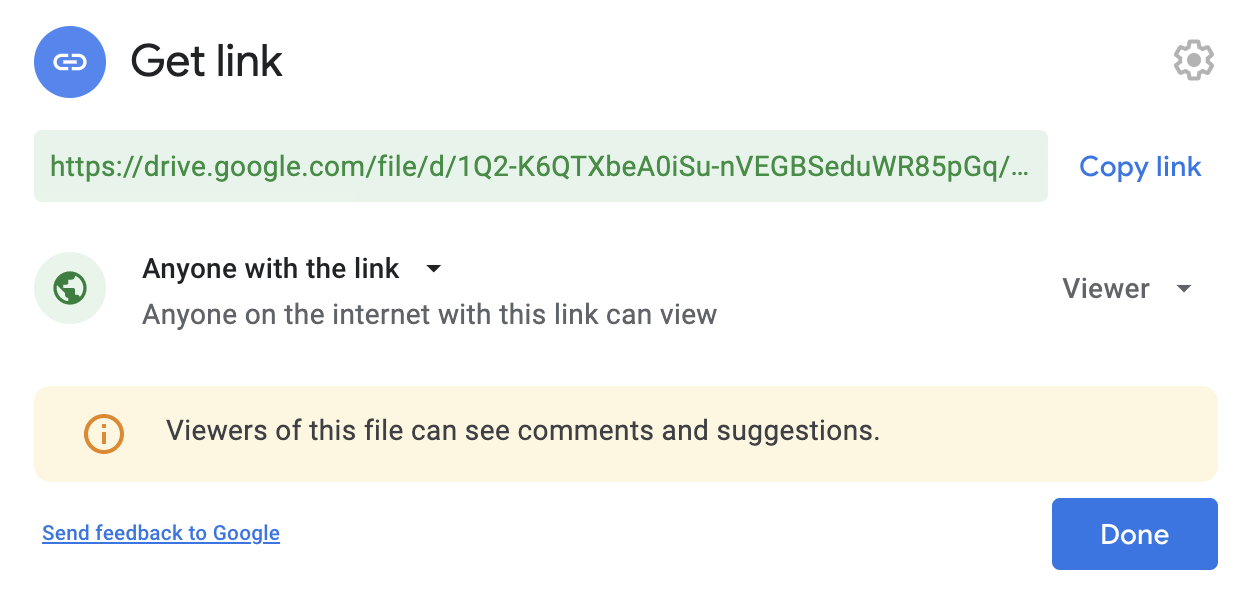 Get link
https://drive.google.com/file/d/1Q2-K6QTXbeA0iSu-nVEGBSeduWR85pGq/...
Copy link
Anyone with the link
Anyone on the internet with this link can view
Viewer
Viewers of this file can see comments and suggestions.
Send feedback to Google
Done